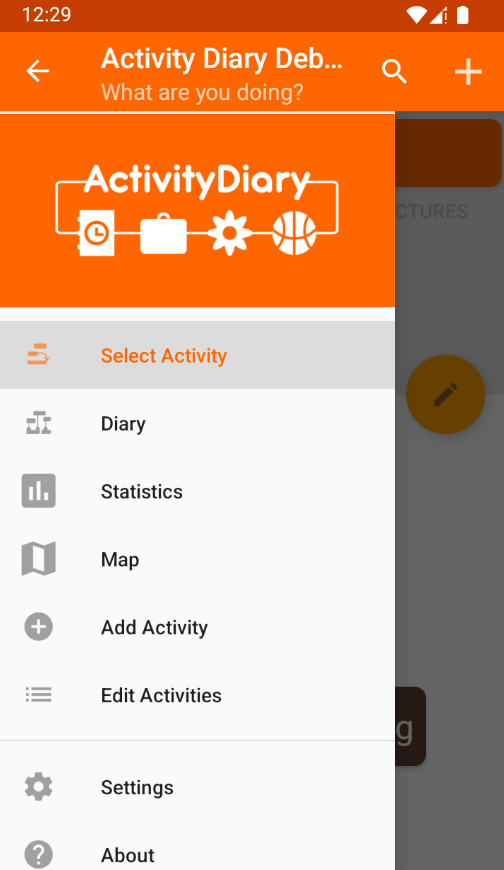 12:29
Activity Diary Deb...
What are you doing?
ActivityDiary
CTURES
Select Activity
Diary
Statistics
Map
Add Activity
Edit Activities
g
Settings
About